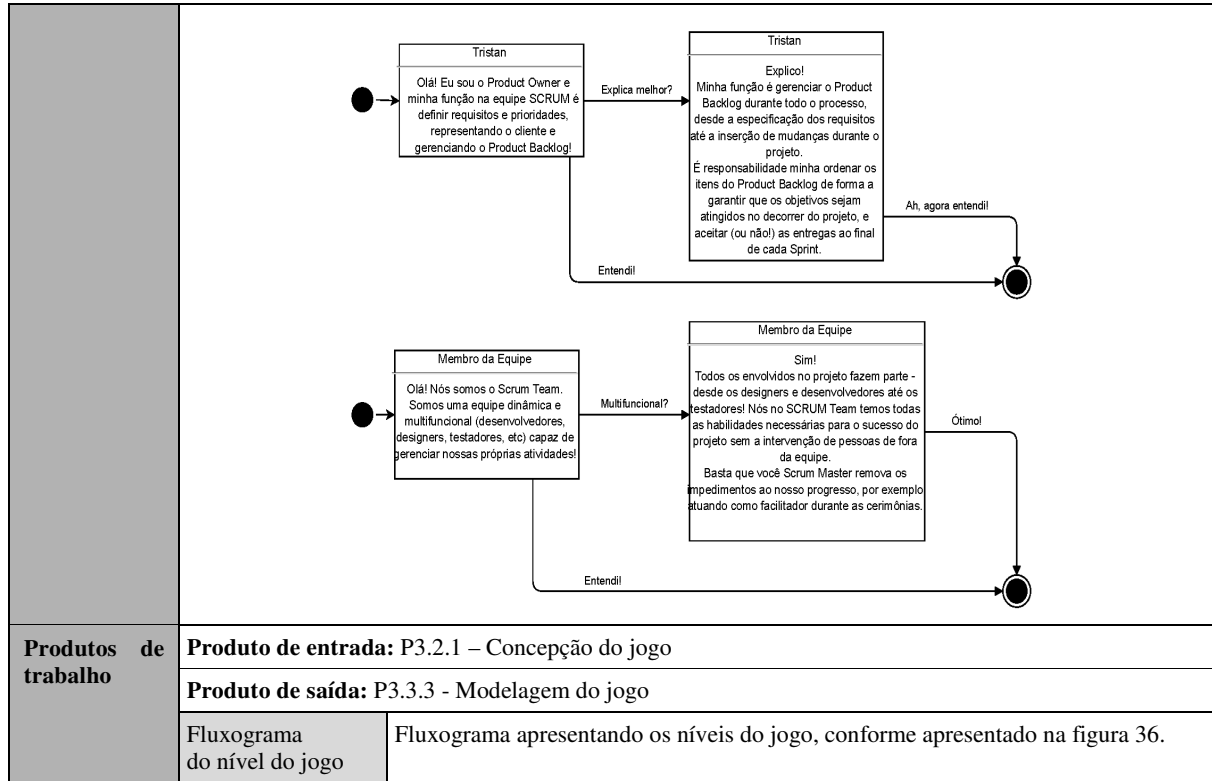 Tristan
Olá! Eu sou o Product Owner e
minha função na equipe SCRUM é
definir requisitos e prioridades,
representando o cliente e
gerenciando o Product Backlog!
Explica melhor?
Tristan
Explico!
Minha função é gerenciar o Product
Backlog durante todo o processo,
desde a especificação dos requisitos
até a inserção de mudanças durante o
projeto.
É responsabilidade minha ordenar os
itens do Product Backlog de forma a
garantir que os objetivos sejam
atingidos no decorrer do projeto, e
aceitar (ou não!) as entregas ao final
de cada Sprint.
Ah, agora entendi!
Entendi!
Membro da Equipe
Olá! Nós somos o Scrum Team.
Somos uma equipe dinâmica e
multifuncional (desenvolvedores,
designers, testadores, etc) capaz de
gerenciar nossas próprias atividades!
Multifuncional?
Membro da Equipe
Sim!
Todos os envolvidos no projeto fazem parte -
desde os designers e desenvolvedores até os
testadores! Nós no SCRUM Team temos todas
as habilidades necessárias para o sucesso do
projeto sem a intervenção de pessoas de fora
da equipe.
Basta que você Scrum Master remova os
impedimentos ao nosso progresso, por exemplo
atuando como facilitador durante as cerimônias.
Ótimo!
Entendi!
Produtos de
trabalho
Produto de entrada: P3.2.1 – Concepção do jogo
Produto de saída: P3.3.3 - Modelagem do jogo
Fluxograma
do nível do jogo
Fluxograma apresentando os níveis do jogo, conforme apresentado na figura 36.